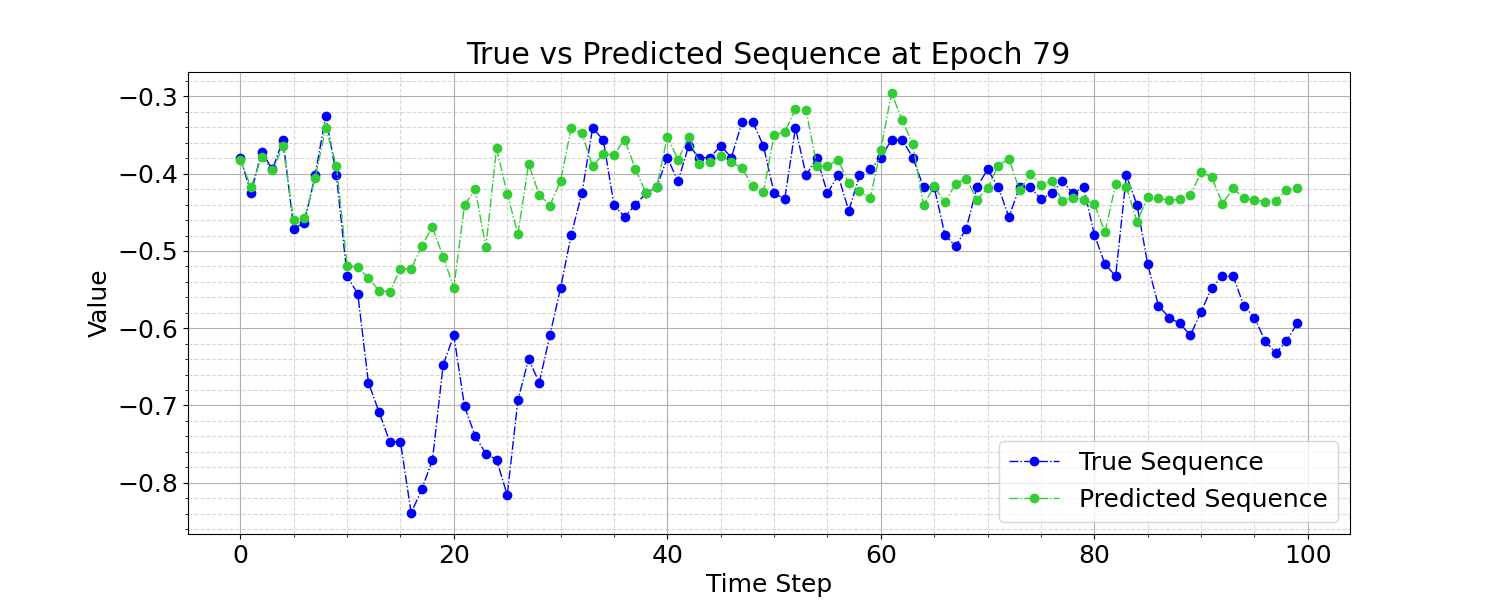 True vs Predicted Sequence at Epoch 79
Value
−0.3
−0.4
−0.5
−0.6
−0.7
−0.8
0 20 40 60 80 100
Time Step
True Sequence
Predicted Sequence